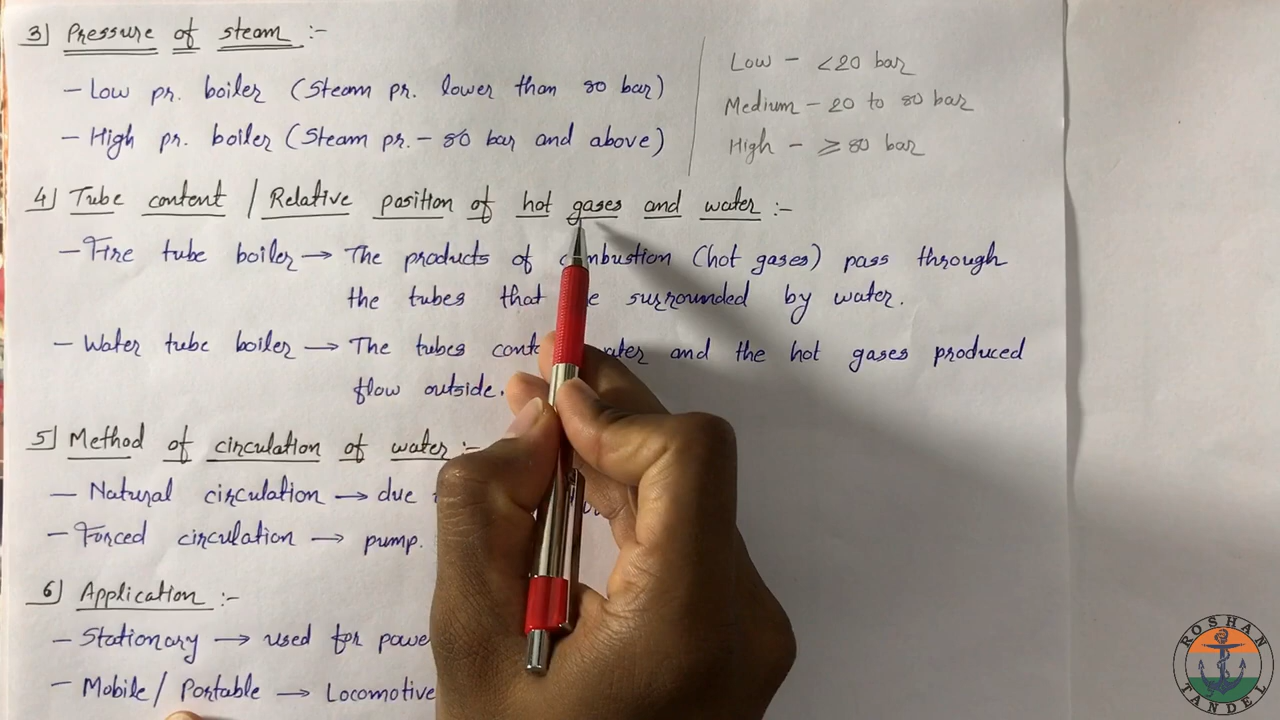 3) Pressure of steam :-
- Low pr. boiler (Steam pr. lower than 80 bar)
- High pr. boiler (Steam pr. - 80 bar and above)
Low - <20 bar
Medium - 20 to 80 bar
High - ≥ 80 bar
4) Tube content / Relative position of hot gases and water :-
- Fire tube boiler → The products of combustion (hot gases) pass through
the tubes that surrounded by water.
- Water tube boiler → The tubes and the hot gases produced
flow outside.
5) Method of circulation of water :-
- Natural circulation → due
- Forced circulation → pump.
6) Application :-
- Stationary → used for
- Mobile / Portable → Locomotive
ROSHAN
TANDEL